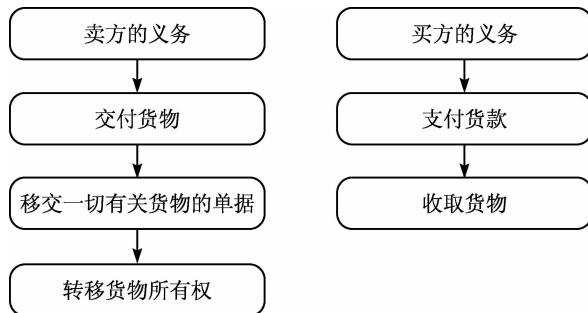 卖方的义务
交付货物
移交一切有关货物的单据
转移货物所有权
买方的义务
支付货款
收取货物